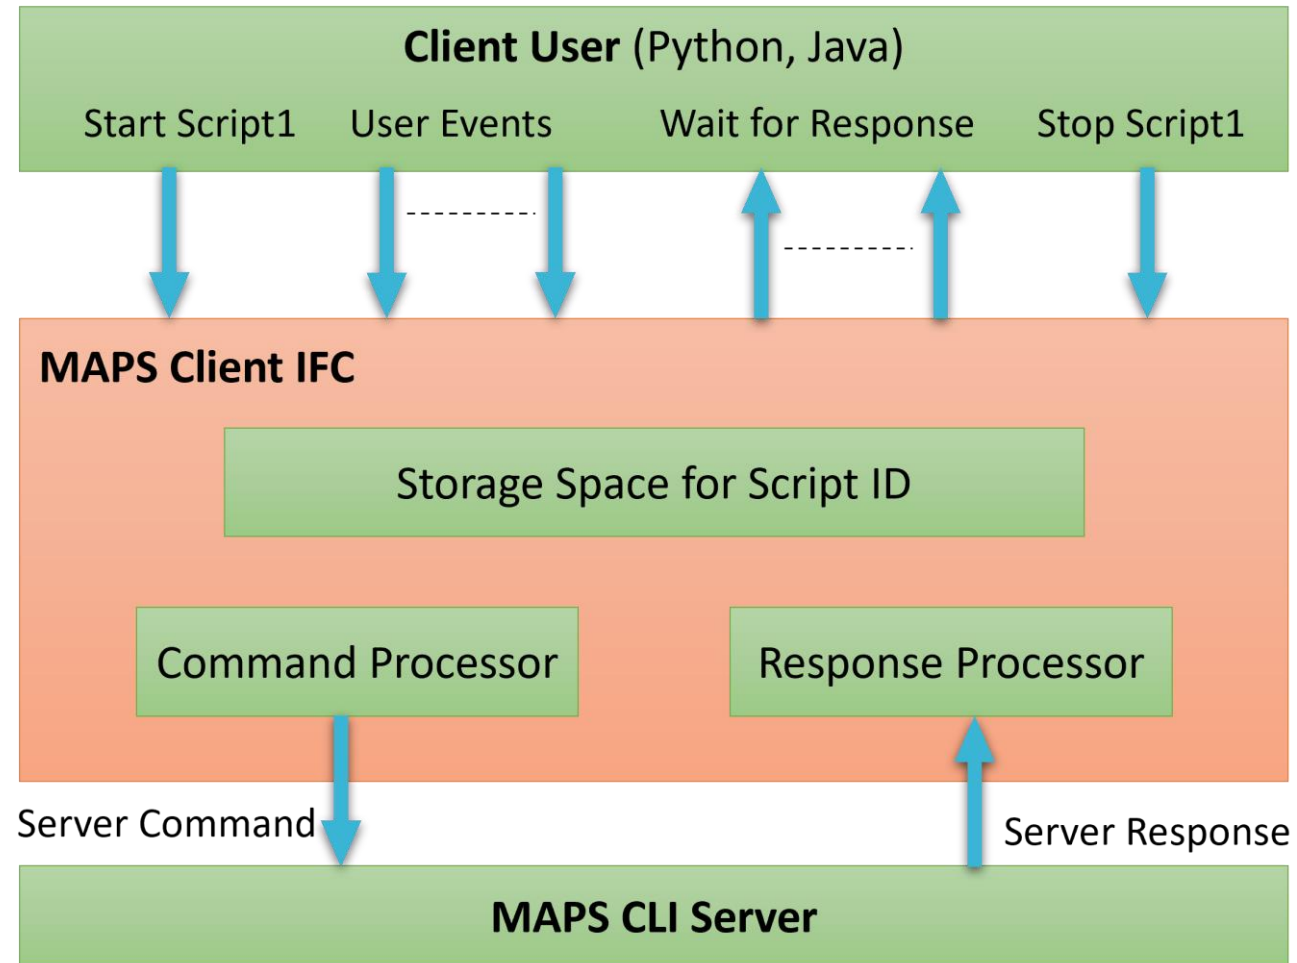 Client User (Python, Java)
Start Script1 User Events Wait for Response Stop Script1
MAPS Client IFC
Storage Space for Script ID
Command Processor Response Processor
Server Command Server Response
MAPS CLI Server